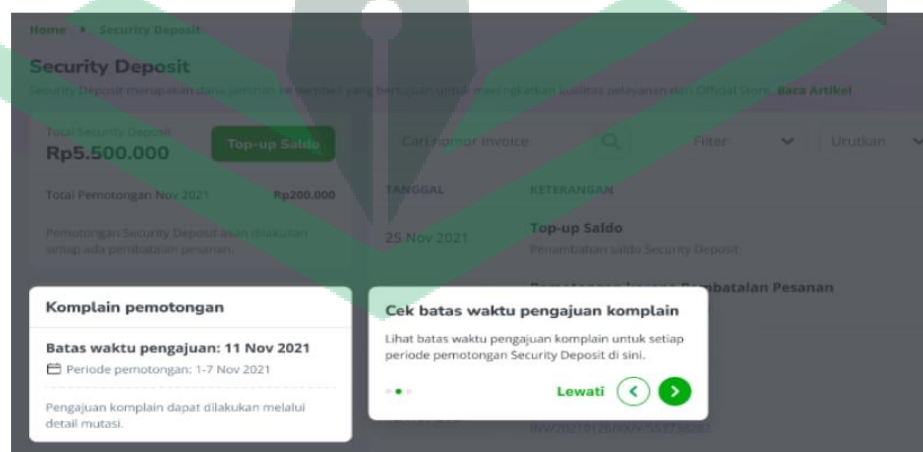 Home Security Deposit
Security Deposit
Security Deposit merupakan dana jaminan ke pembeli yang bertujuan untuk meningkatkan kualitas pelayanan dari Official Store. Baca Artikel
Total Security Deposit
Rp5.500.000
Top-up Saldo
Total Pemotongan Nov 2021 Rp200.000
Pemotongan Security Deposit akan dilakukan
setiap ada pembatalan pesanan.
Komplain pemotongan
Batas waktu pengajuan: 11 Nov 2021
Periode pemotongan: 1-7 Nov 2021
Pengajuan komplain dapat dilakukan melalui
detail mutasi.
Cari nomor Invoice Filter Urutkan
TANGGAL KETERANGAN
25 Nov 2021 Top-up Saldo
Penambahan saldo Security Deposit
Pemotongan karena Pembatalan Pesanan
Cek batas waktu pengajuan komplain
Lihat batas waktu pengajuan komplain untuk setiap
periode pemotongan Security Deposit di sini.
Lewati